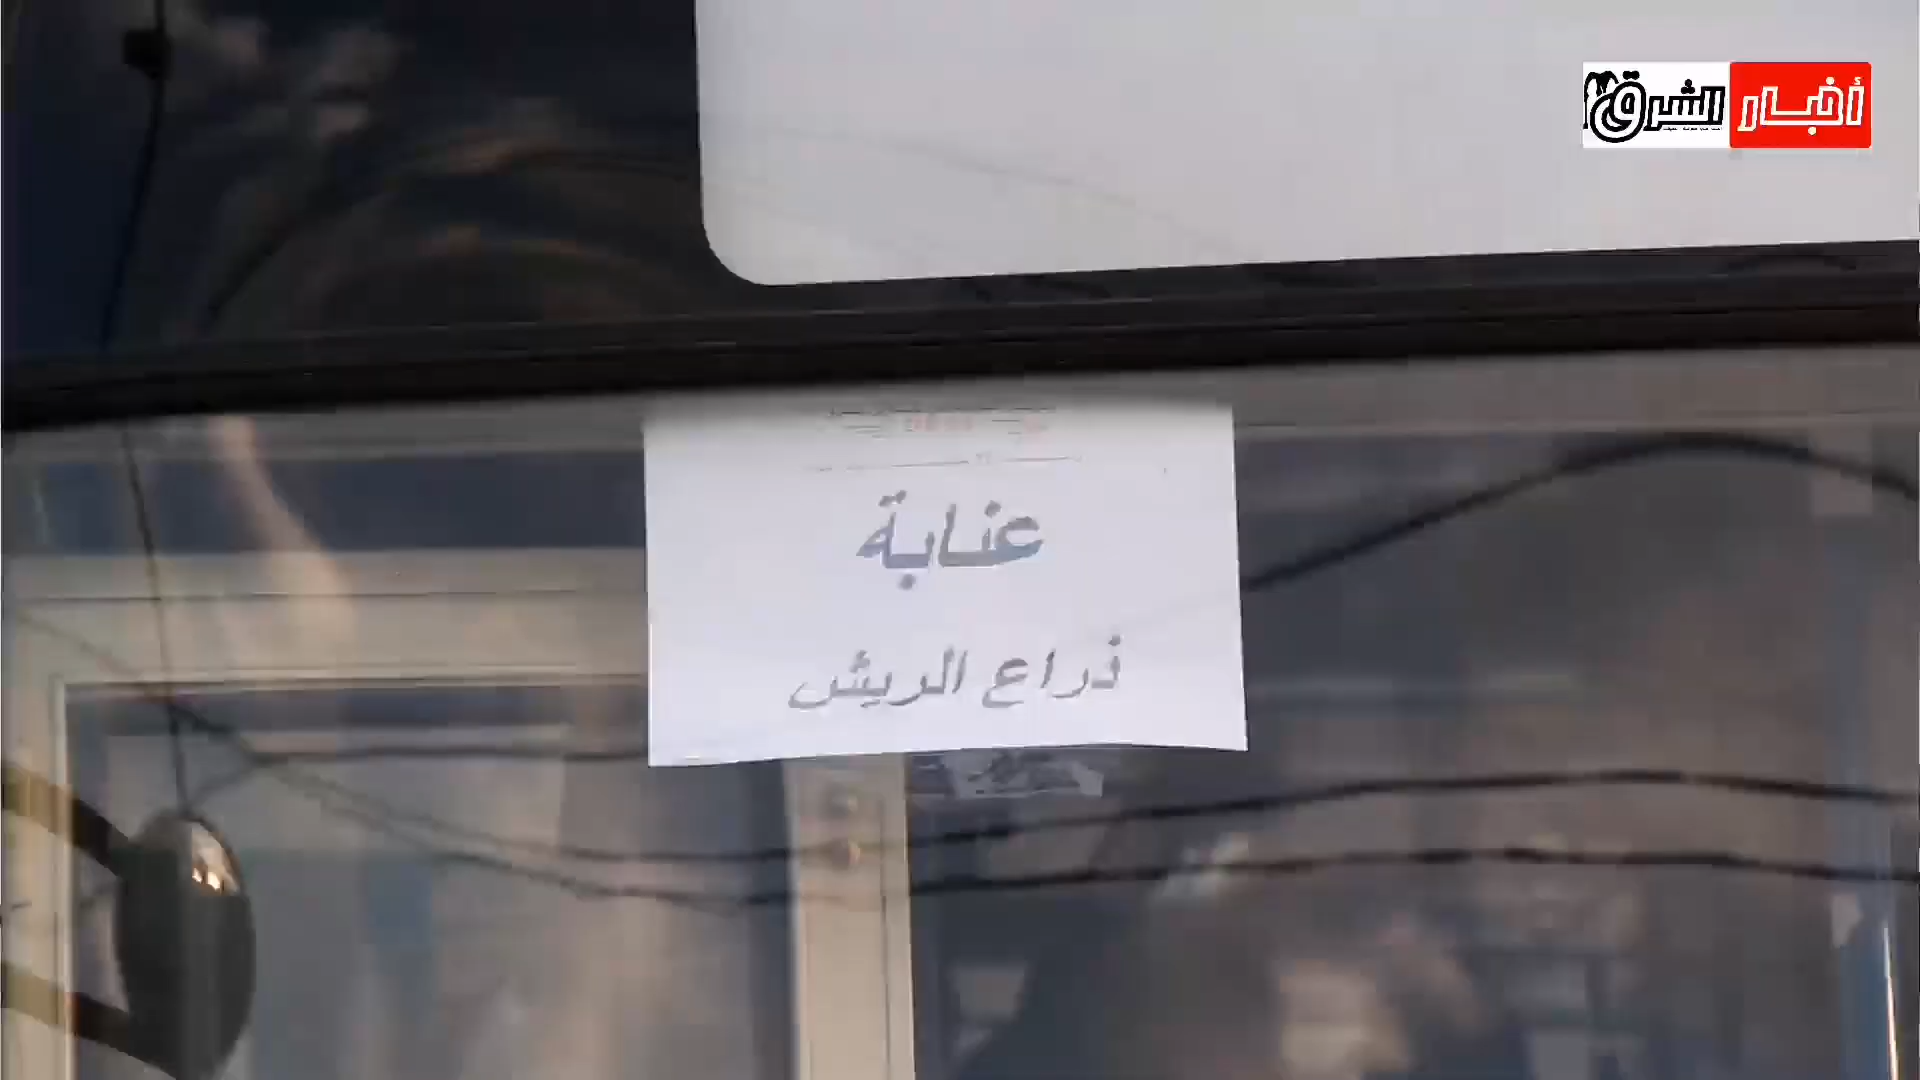 أخبار الشرق
عنابة
ذراع الريش